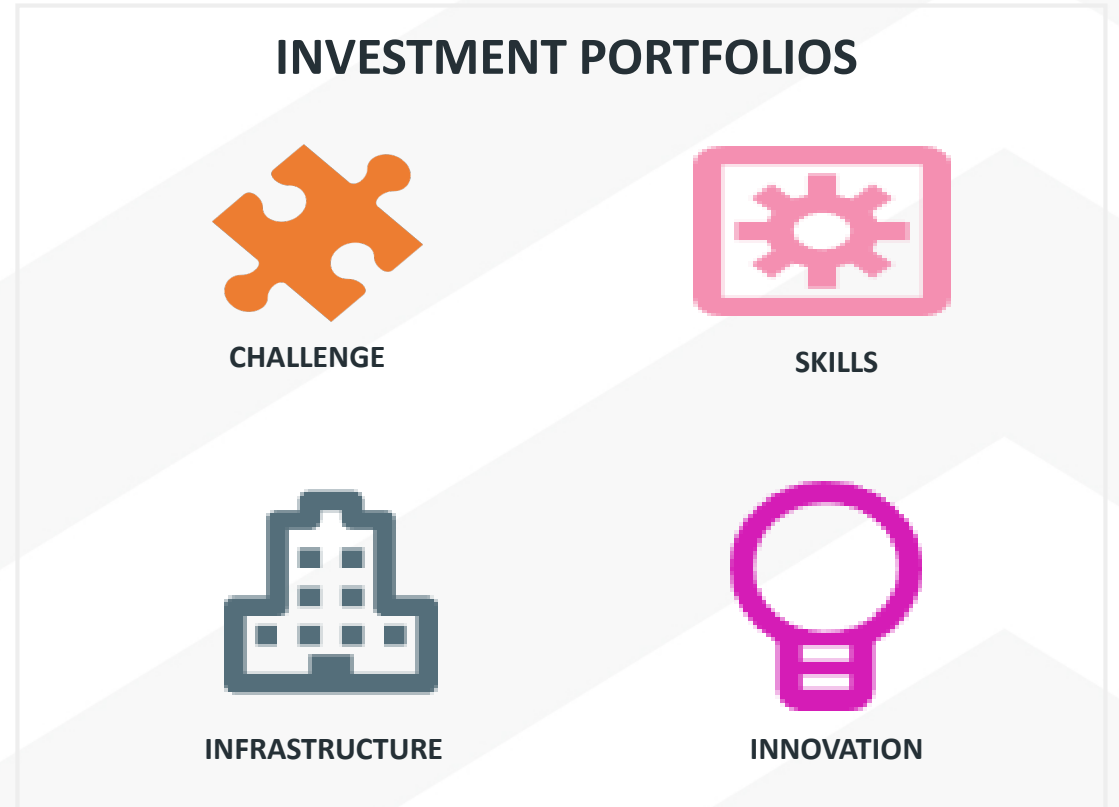 INVESTMENT PORTFOLIOS
CHALLENGE
SKILLS
INFRASTRUCTURE
INNOVATION